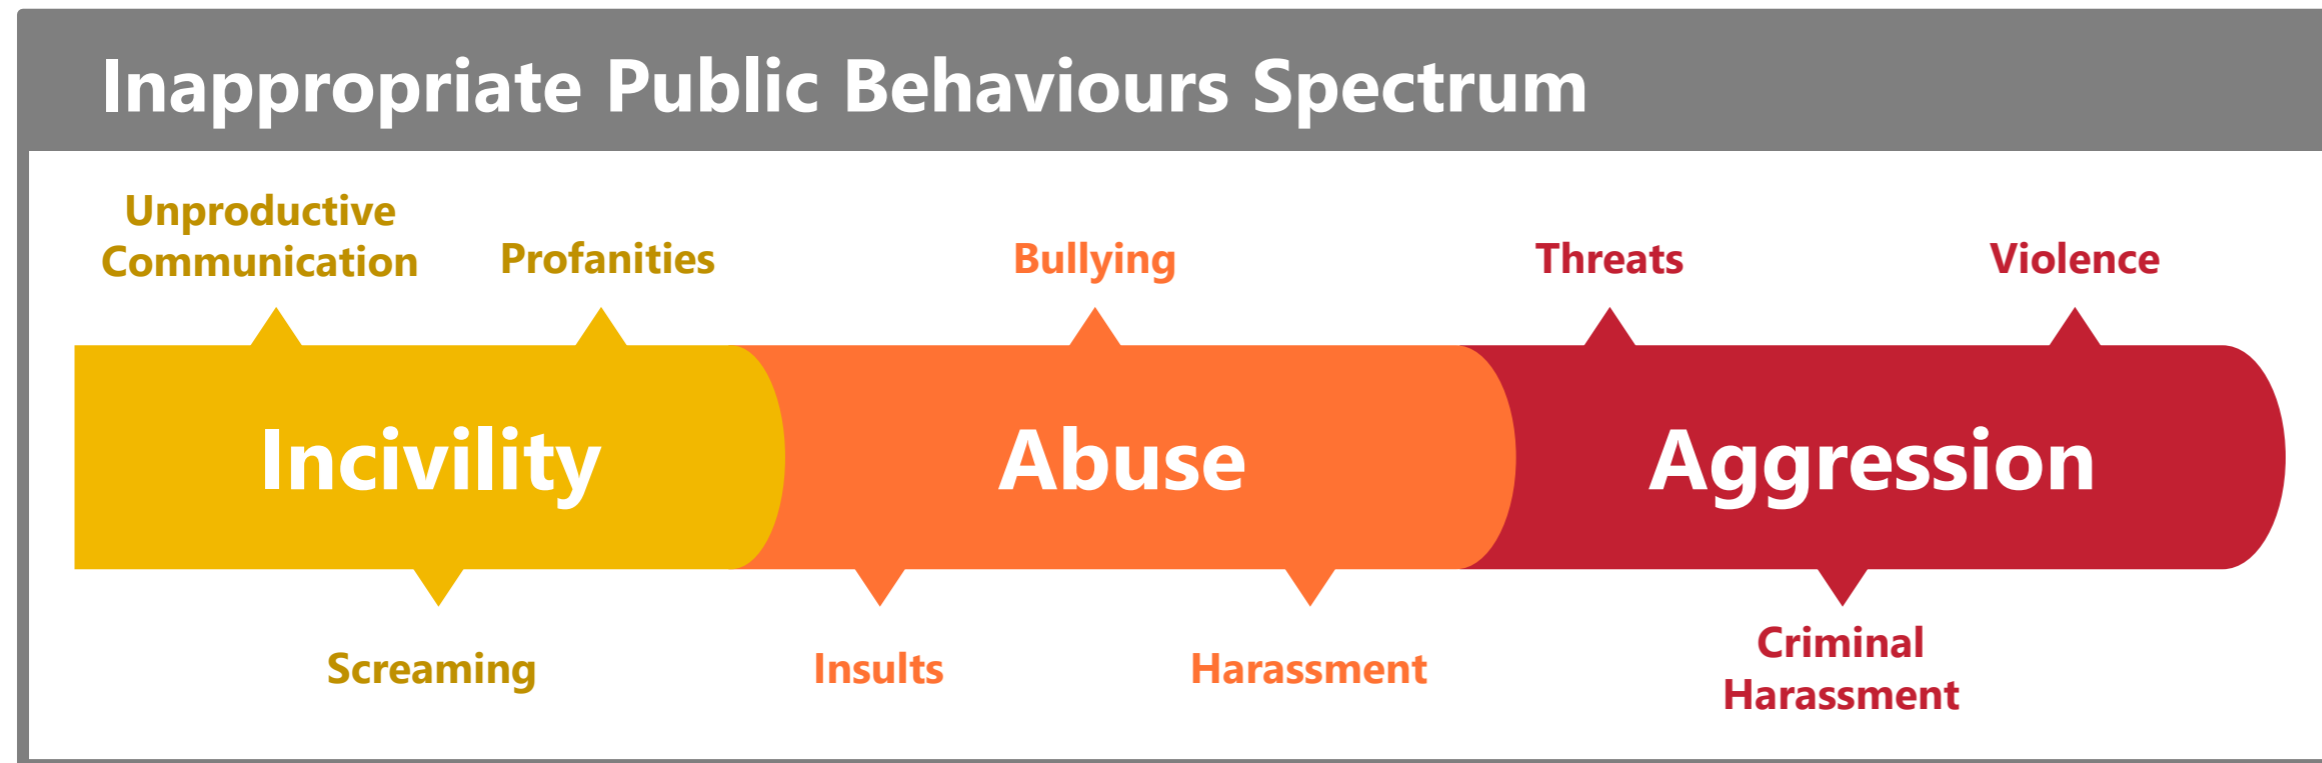 Inappropriate Public Behaviours Spectrum
Unproductive
Communication
Profanities
Bullying
Threats
Violence
Incivility
Abuse
Aggression
Screaming
Insults
Harassment
Criminal
Harassment